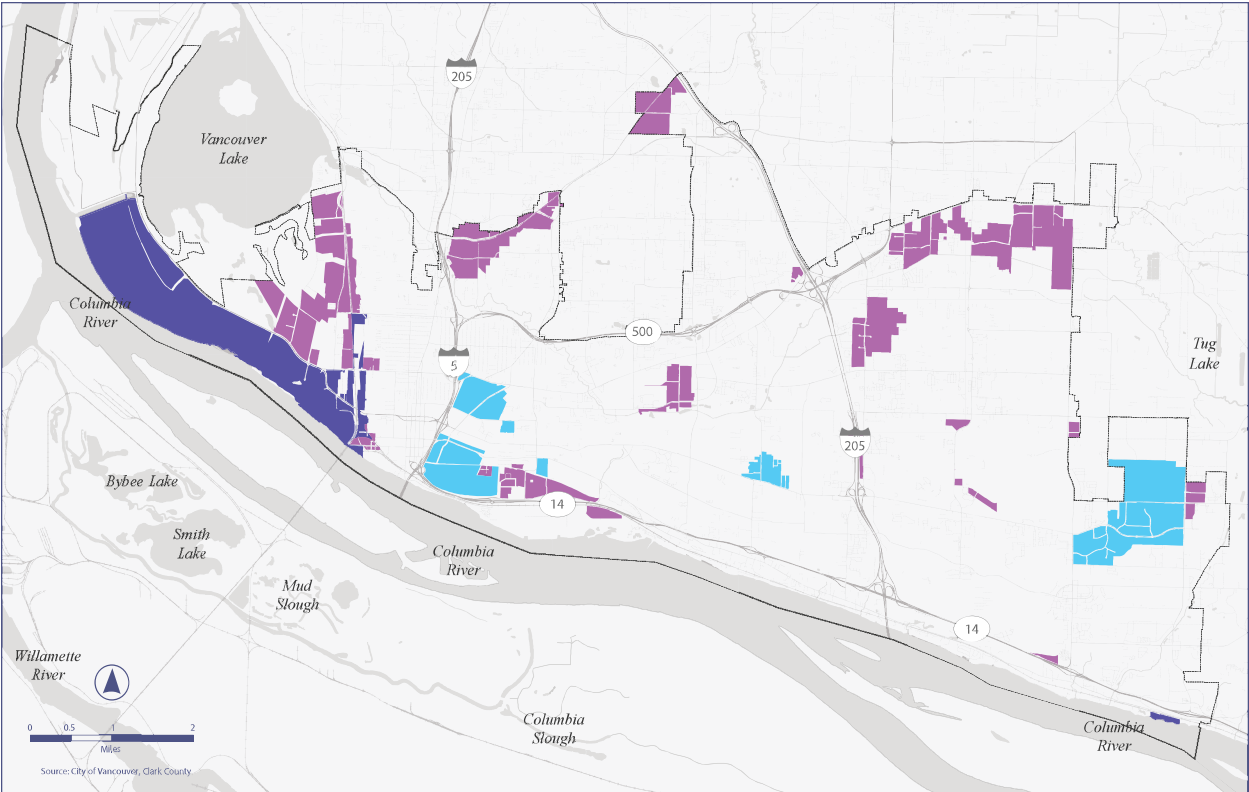 205
Vancouver
Lake
Columbia
River
500
Tug
Lake
5
205
Bybee Lake
14
Smith
Lake
Columbia
River
Mud
Slough
14
Willamette
River
Columbia
Slough
Columbia
River
0 0.5 1 2
Miles
Source: City of Vancouver, Clark County